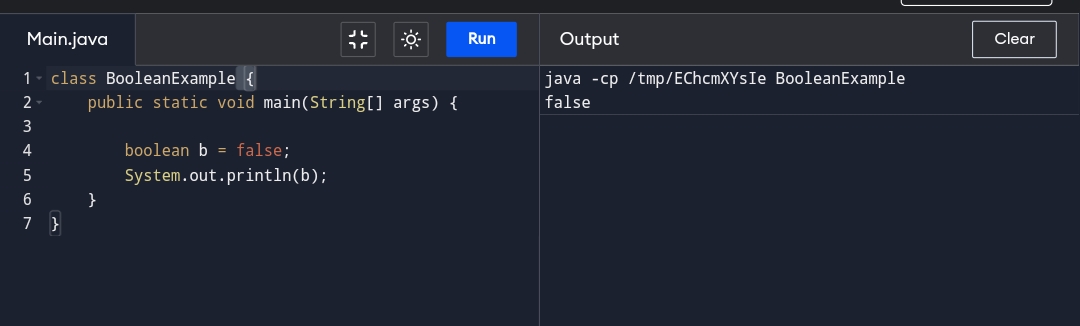 Main.java
Run
Output
Clear
1 class BooleanExample {
2     public static void main(String[] args) {
3
4         boolean b = false;
5         System.out.println(b);
6     }
7 }
java -cp /tmp/EChcmXYsIe BooleanExample
false